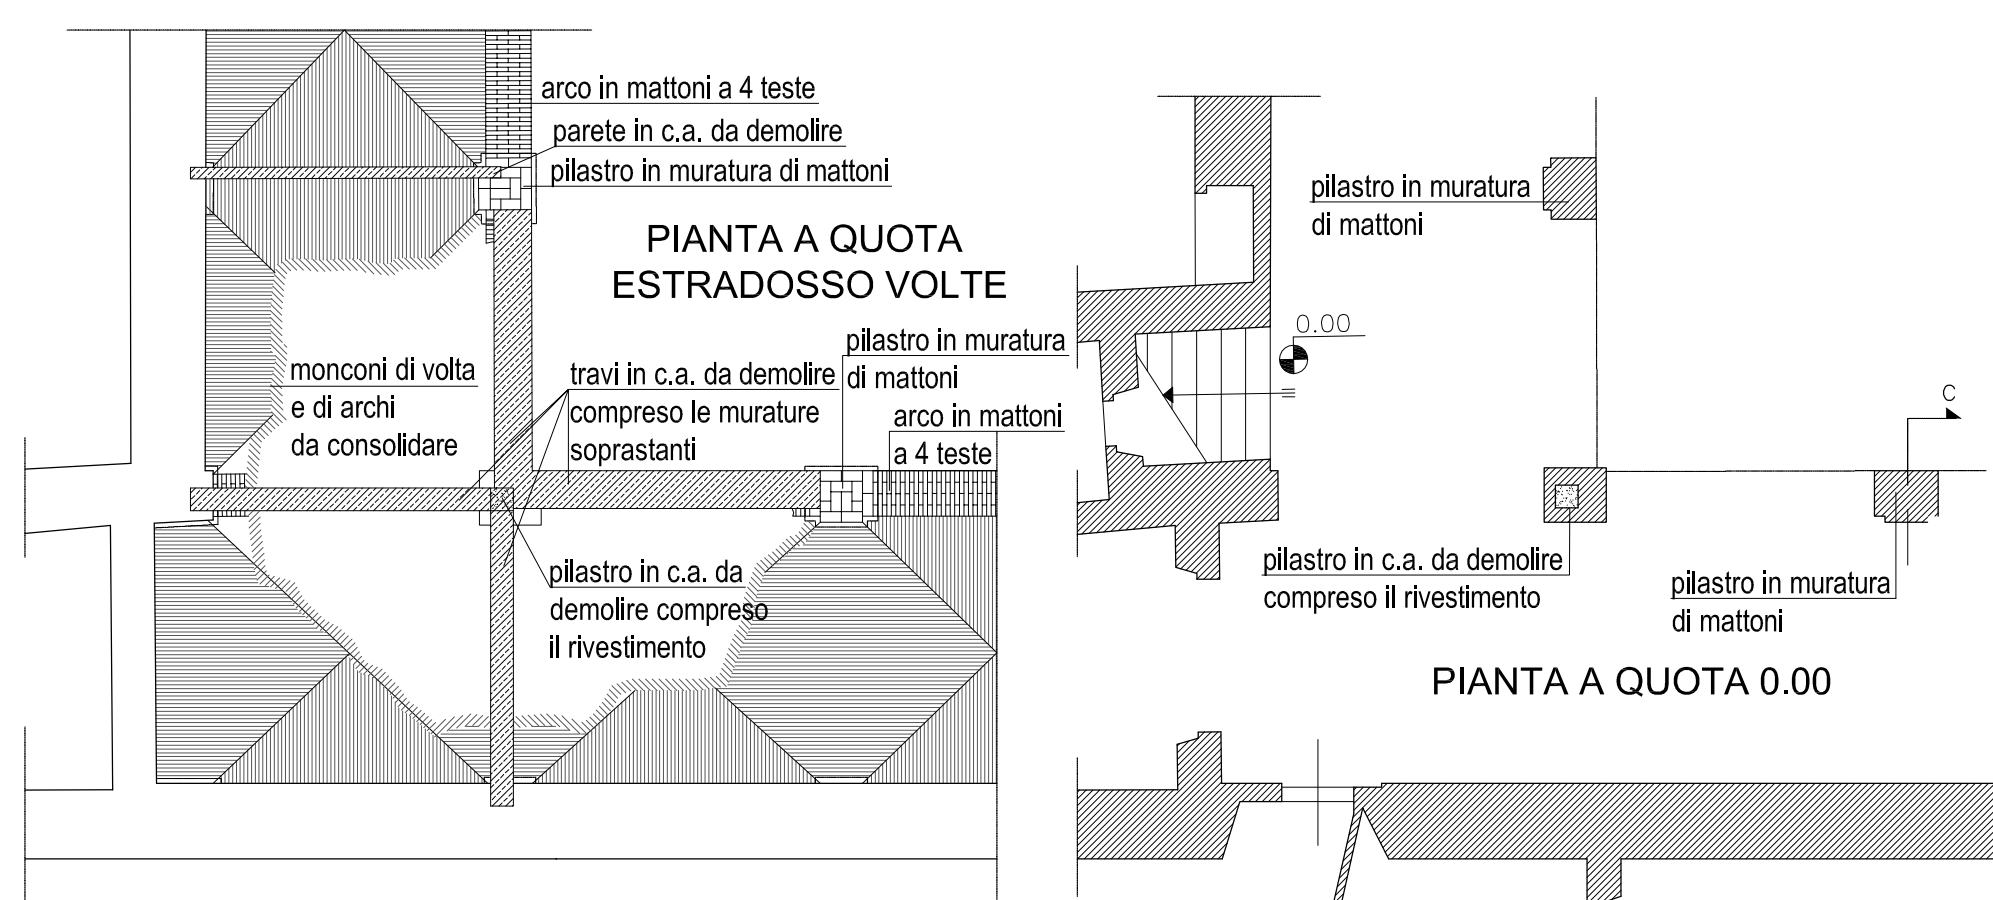 arco in mattoni a 4 teste
parete in c.a. da demolire
pilastro in muratura di mattoni
PIANTA A QUOTA
ESTRADOSSO VOLTE
pilastro in muratura
di mattoni
arco in mattoni
a 4 teste
travi in c.a. da demolire
compreso le murature
soprastanti
monconi di volta
e di archi
da consolidare
pilastro in c.a. da
demolire compreso
il rivestimento
pilastro in muratura
di mattoni
0.00
C
pilastro in c.a. da demolire
compreso il rivestimento
pilastro in muratura
di mattoni
PIANTA A QUOTA 0.00